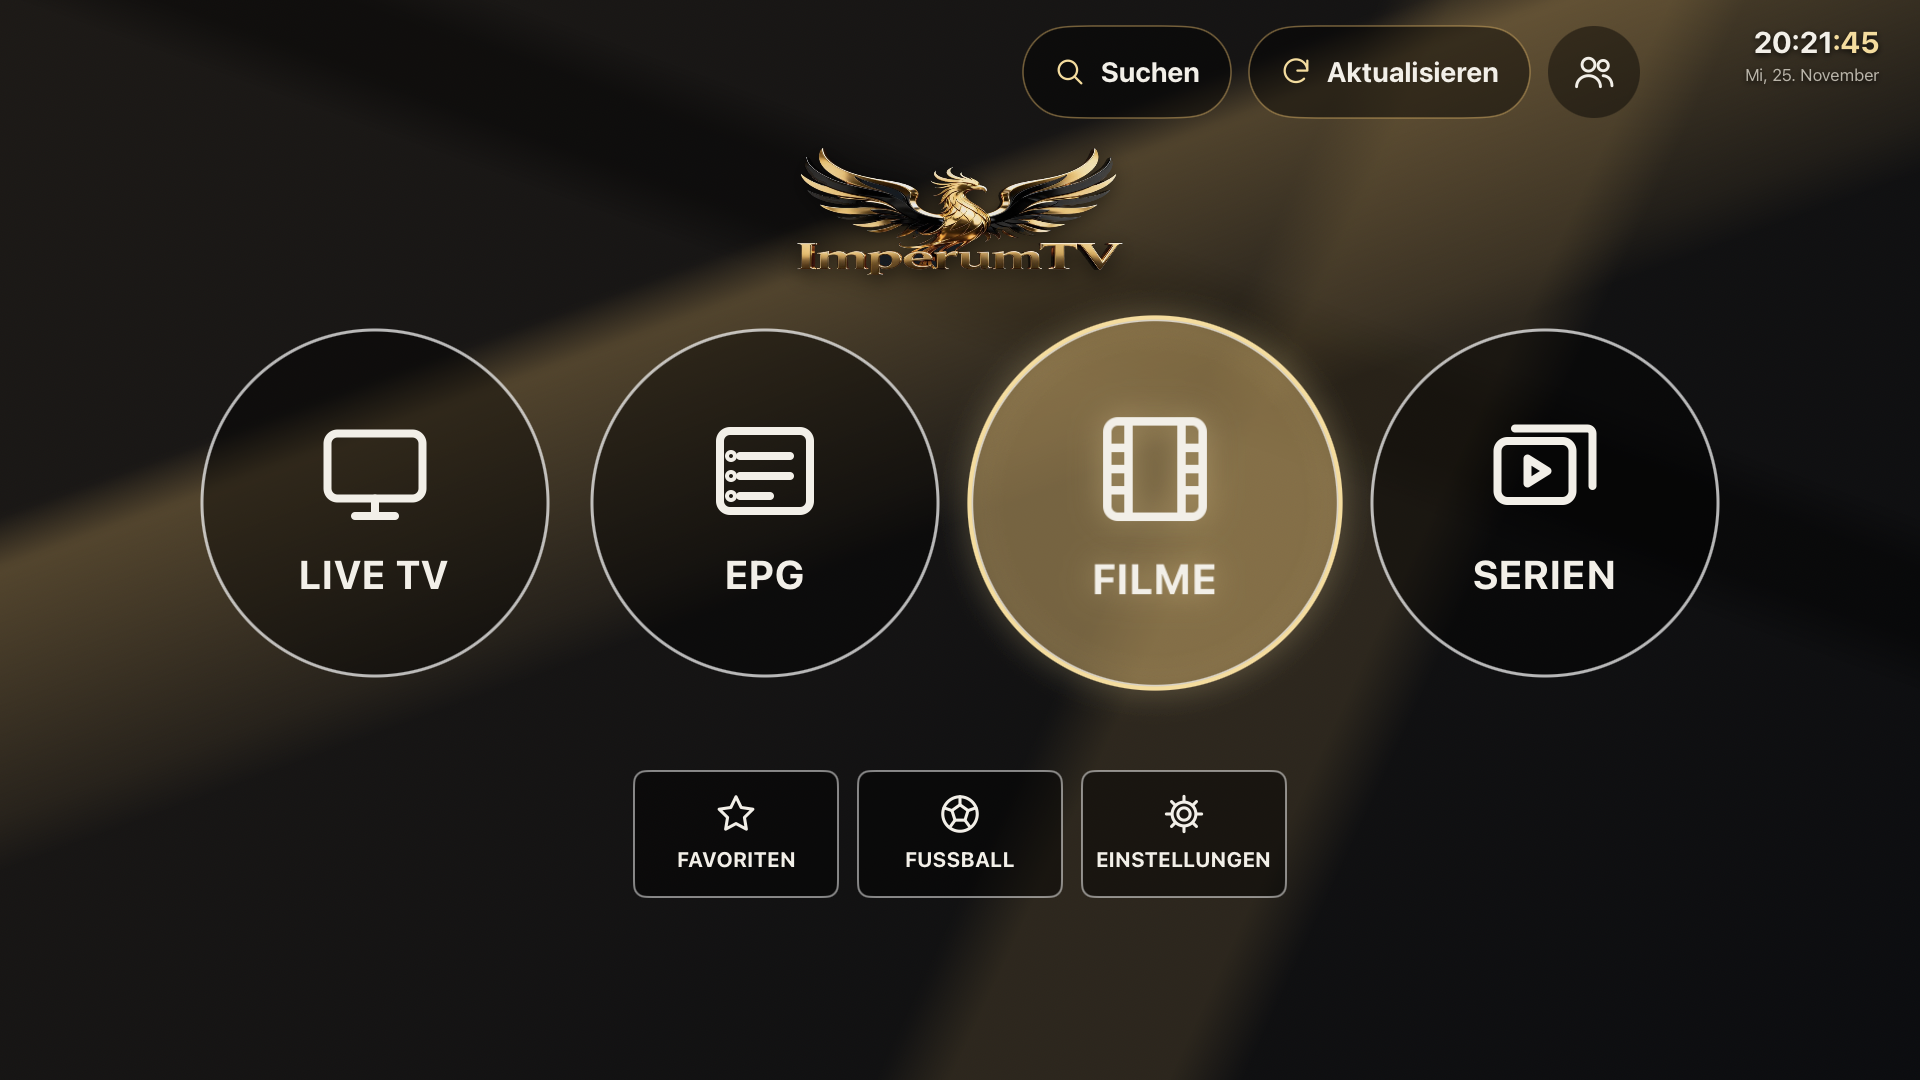 Suchen
Aktualisieren
20:21:45
Mi, 25. November
ImperumTV
LIVE TV
EPG
FILME
SERIEN
FAVORITEN
FUSSBALL
EINSTELLUNGEN